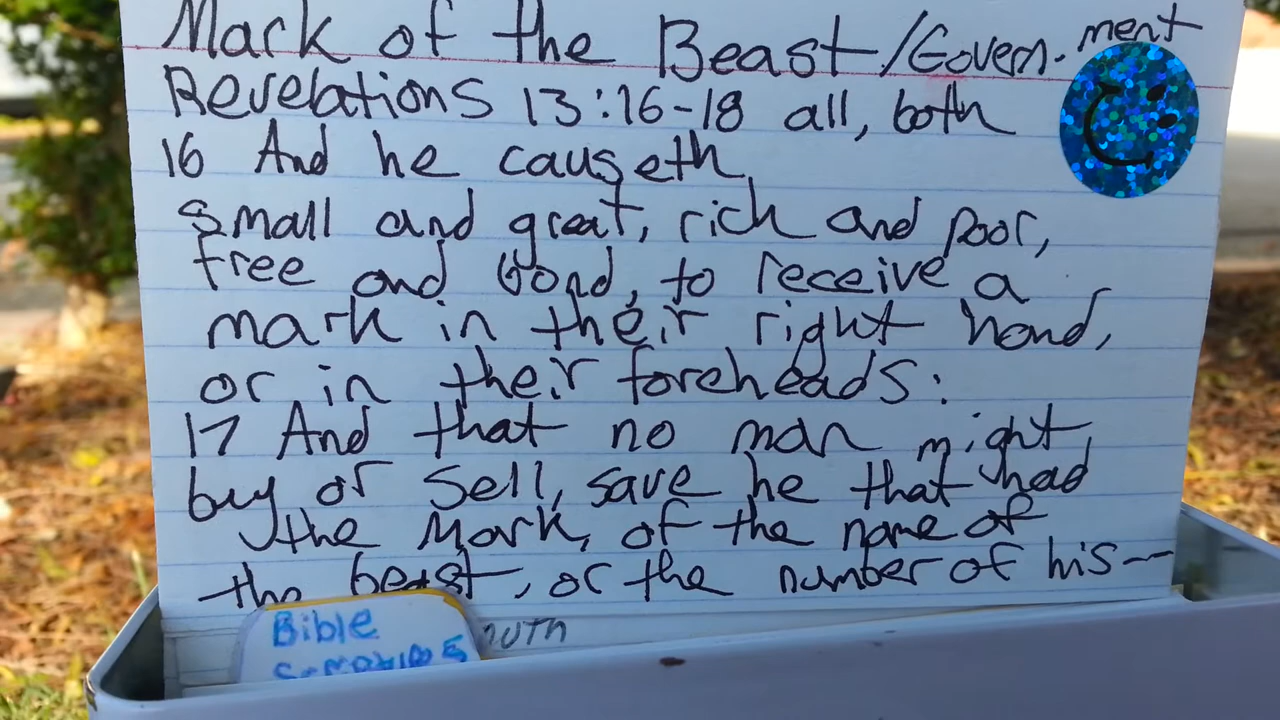 Mark of the Beast/Govern.ment
Revelations 13:16-18 all, both
16 And he causeth,
small and great, rich and poor,
free and bond, to receive a
mark in their right hand,
or in their foreheads:
17 And that no man might
buy or sell, save he that had
the Mark, of the name of
the beast, or the number of his—
Bible